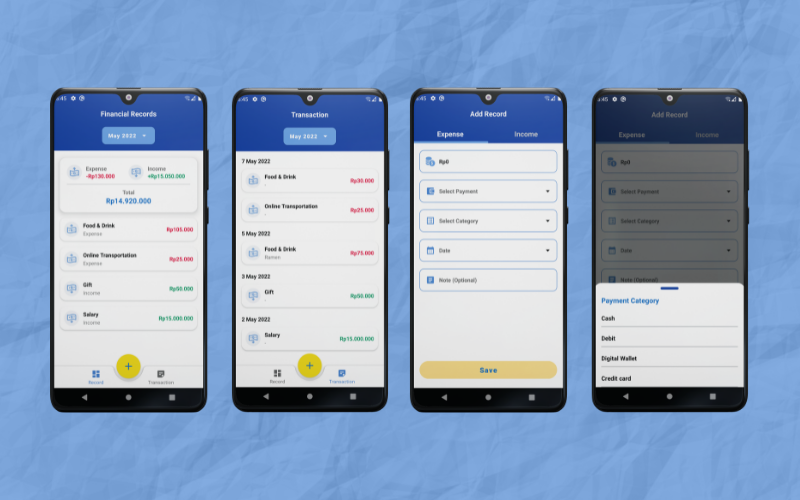 :45
Financial Records
May 2022
Expense
-Rp130.000
Income
+Rp15.050.000
Total
Rp14.920.000
Food & Drink
Expense
Rp105.000
Online Transportation
Expense
Rp25.000
Gift
Income
Rp50.000
Salary
Income
Rp15.000.000
+
Record
Transaction
:45
Transaction
May 2022
7 May 2022
Food & Drink
-
Rp30.000
Online Transportation
-
Rp25.000
5 May 2022
Food & Drink
Ramen
Rp75.000
3 May 2022
Gift
-
Rp50.000
2 May 2022
Salary
-
Rp15.000.000
+
Record
Transaction
:45
Add Record
Expense
Income
Rp0
Select Payment
Select Category
Date
Note (Optional)
Save
:45
Add Record
Expense
Income
Rp0
Select Payment
Select Category
Date
Note (Optional)
Payment Category
Cash
Debit
Digital Wallet
Credit card